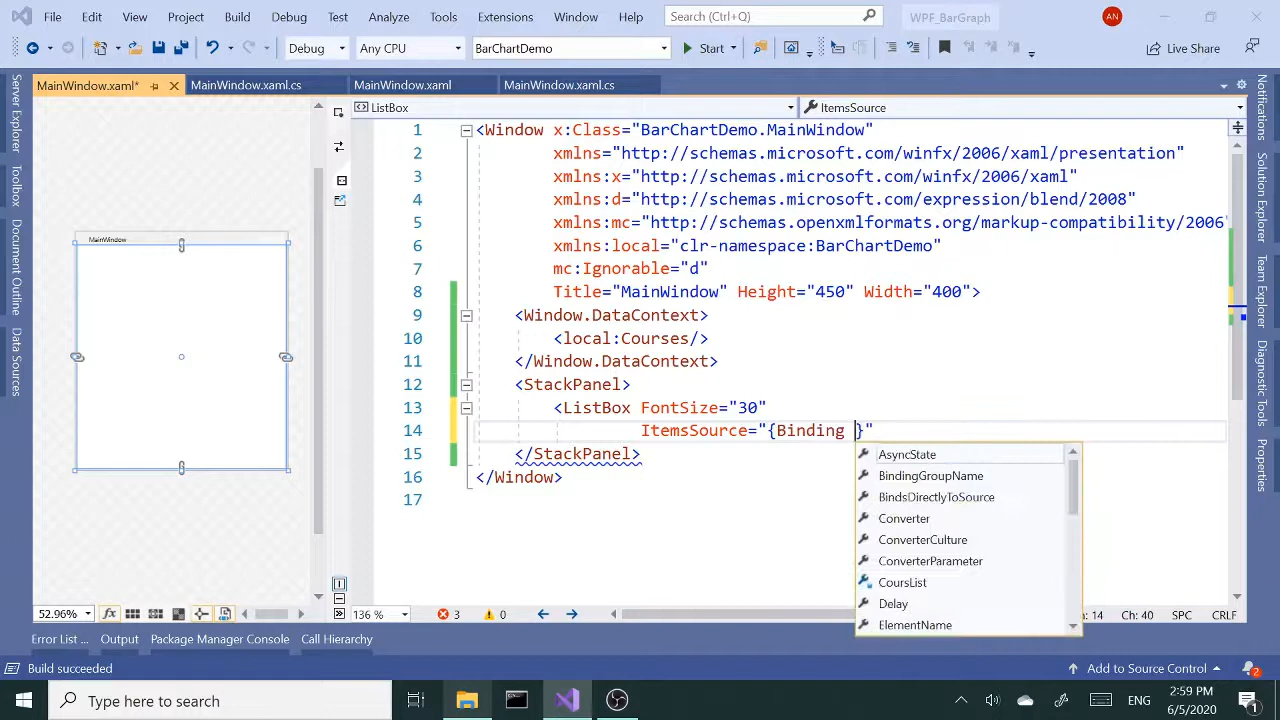 File Edit View Git Project Build Debug Test Analyze Tools Extensions Window Help Search (Ctrl+Q) WPF_BarGraph AN
Debug Any CPU BarChartDemo Start Live Share
MainWindow.xaml* MainWindow.xaml.cs MainWindow.xaml MainWindow.xaml.cs
ListBox ItemsSource
Server Explorer
Toolbox
Document Outline
Data Sources
MainWindow
1 <Window x:Class="BarChartDemo.MainWindow"
2 xmlns="http://schemas.microsoft.com/winfx/2006/xaml/presentation"
3 xmlns:x="http://schemas.microsoft.com/winfx/2006/xaml"
4 xmlns:d="http://schemas.microsoft.com/expression/blend/2008"
5 xmlns:mc="http://schemas.openxmlformats.org/markup-compatibility/2006
6 xmlns:local="clr-namespace:BarChartDemo"
7 mc:Ignorable="d"
8 Title="MainWindow" Height="450" Width="400">
9 <Window.DataContext>
10 <local:Courses/>
11 </Window.DataContext>
12 <StackPanel>
13 <ListBox FontSize="30"
14 ItemsSource="{Binding }"
15 </StackPanel>
16 </Window>
17
AsyncState
BindingGroupName
BindsDirectlyToSource
Converter
ConverterCulture
ConverterParameter
CoursList
Delay
ElementName
Notifications
Solution Explorer
Team Explorer
Diagnostic Tools
Properties
52.96% fx 136 % 3 0 Ln: 14 Ch: 40 SPC CRLF
Error List ... Output Package Manager Console Call Hierarchy
Build succeeded Add to Source Control 2
Type here to search ENG 2:59 PM
6/5/2020 1